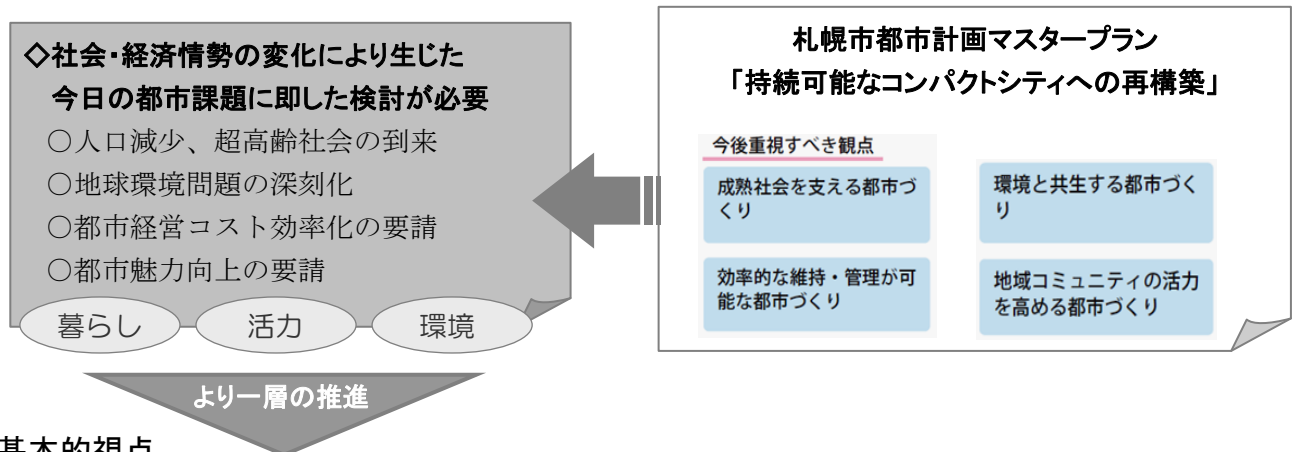 ◇社会・経済情勢の変化により生じた
今日の都市課題に即した検討が必要
○人口減少、超高齢社会の到来
○地球環境問題の深刻化
○都市経営コスト効率化の要請
○都市魅力向上の要請
暮らし
活力
環境
より一層の推進
基本的視点
札幌市都市計画マスタープラン
「持続可能なコンパクトシティへの再構築」
今後重視すべき観点
成熟社会を支える都市づ
くり
環境と共生する都市づく
り
効率的な維持・管理が可
能な都市づくり
地域コミュニティの活力
を高める都市づくり